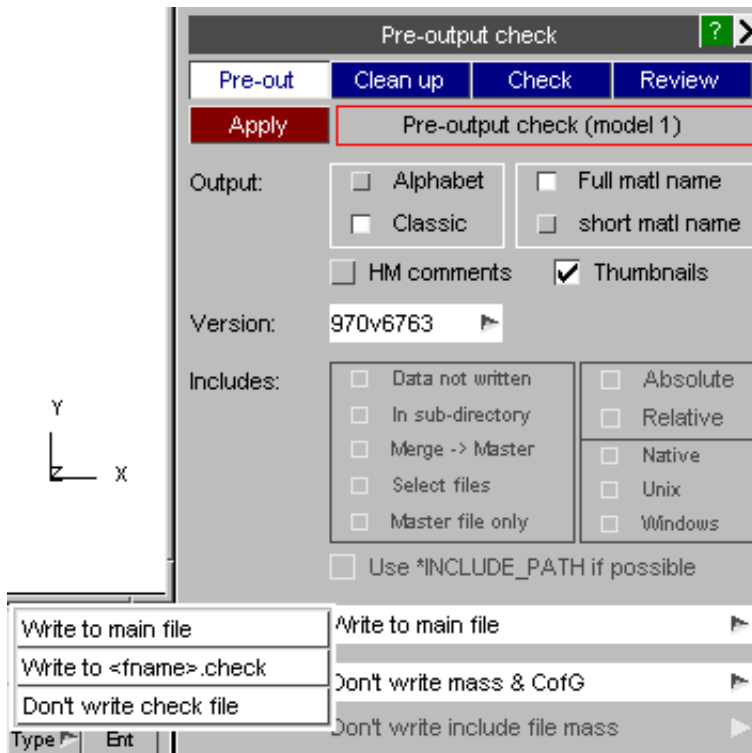 Pre-output check ?
Pre-out Clean up Check Review
Apply Pre-output check (model 1)
Output: Alphabet Full matl name
Classic short matl name
HM comments Thumbnails
Version: 970v6763
Includes: Data not written Absolute
In sub-directory Relative
Merge -> Master Native
Select files Unix
Master file only Windows
Use *INCLUDE_PATH if possible
Y
Z X
Write to main file
Write to <fname>.check
Don't write check file
Write to main file
Don't write mass & CofG
Don't write include file mass
Type Ent